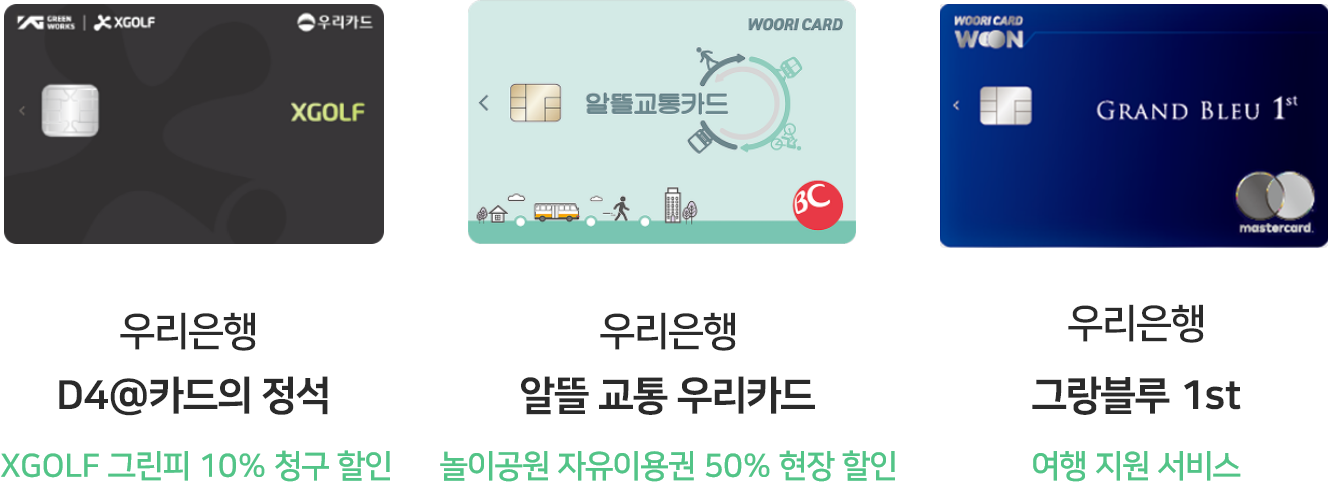 YG GREEN WORKS | XGOLF 우리카드
XGOLF
WOORI CARD
알뜰교통카드
BC
WOORI CARD
WOON
GRAND BLEU 1st
mastercard.
우리은행
D4@카드의 정석
XGOLF 그린피 10% 청구 할인
우리은행
알뜰 교통 우리카드
놀이공원 자유이용권 50% 현장 할인
우리은행
그랑블루 1st
여행 지원 서비스